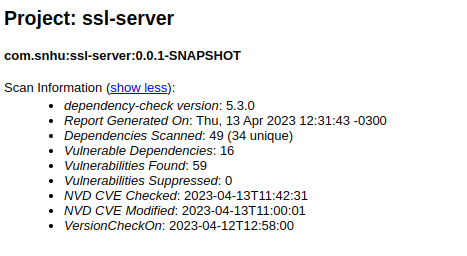 Project: ssl-server
com.snhu:ssl-server:0.0.1-SNAPSHOT
Scan Information (show less):
• dependency-check version: 5.3.0
• Report Generated On: Thu, 13 Apr 2023 12:31:43 -0300
• Dependencies Scanned: 49 (34 unique)
• Vulnerable Dependencies: 16
• Vulnerabilities Found: 59
• Vulnerabilities Suppressed: 0
• NVD CVE Checked: 2023-04-13T11:42:31
• NVD CVE Modified: 2023-04-13T11:00:01
• VersionCheckOn: 2023-04-12T12:58:00